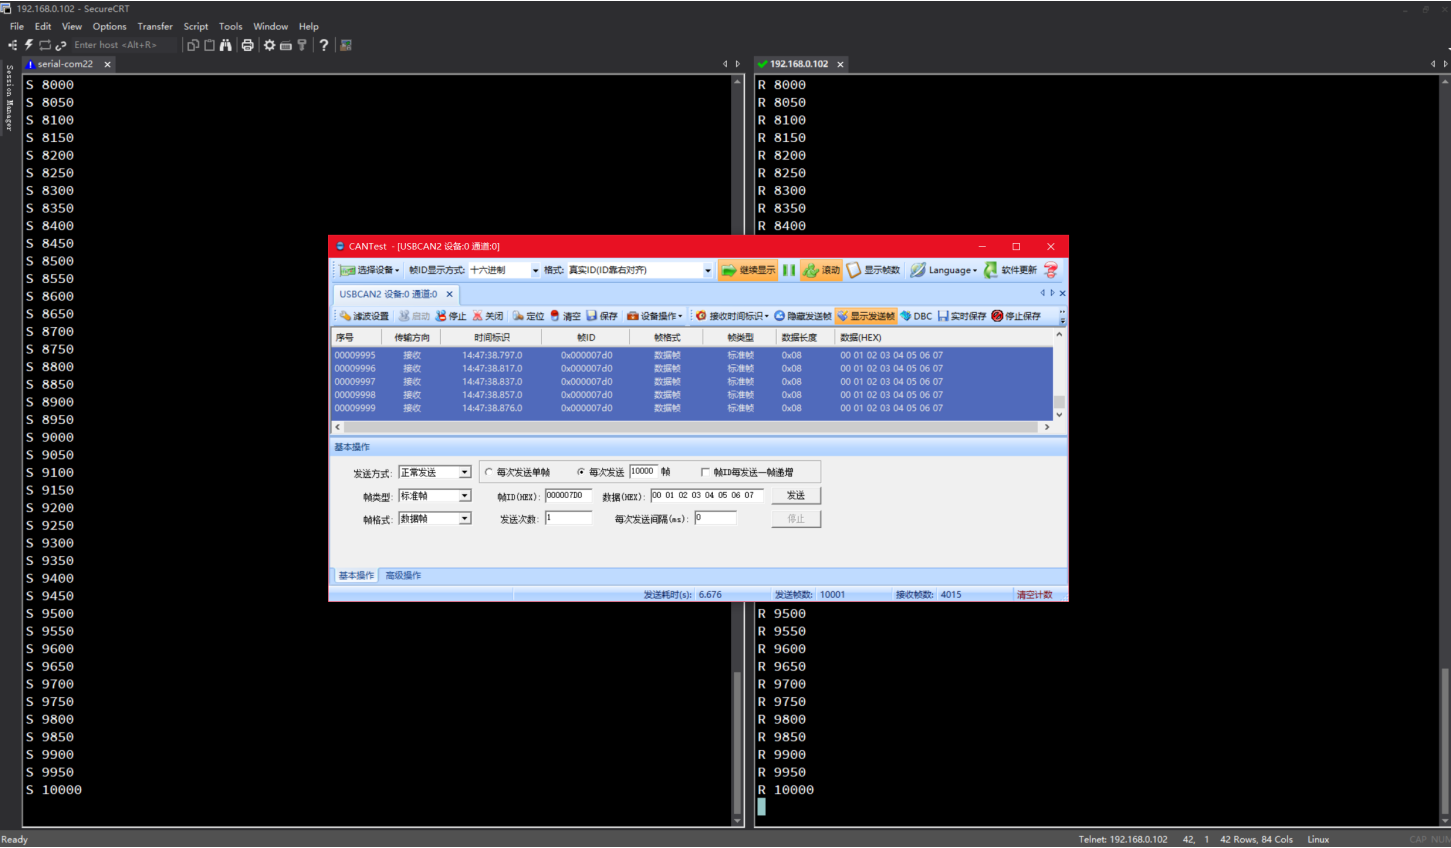 192.168.0.102 - SecureCRT
File Edit View Options Transfer Script Tools Window Help
Enter host <Alt+R>
serial-com22
Session Manager
S 8000
S 8050
S 8100
S 8150
S 8200
S 8250
S 8300
S 8350
S 8400
S 8450
S 8500
S 8550
S 8600
S 8650
S 8700
S 8750
S 8800
S 8850
S 8900
S 8950
S 9000
S 9050
S 9100
S 9150
S 9200
S 9250
S 9300
S 9350
S 9400
S 9450
S 9500
S 9550
S 9600
S 9650
S 9700
S 9750
S 9800
S 9850
S 9900
S 9950
S 10000
192.168.0.102
R 8000
R 8050
R 8100
R 8150
R 8200
R 8250
R 8300
R 8350
R 8400
R 9500
R 9550
R 9600
R 9650
R 9700
R 9750
R 9800
R 9850
R 9900
R 9950
R 10000
CANTest - [USBCAN2 设备:0 通道:0]
选择设备 帧ID显示方式: 十六进制 格式: 真实ID(ID靠右对齐) 继续显示 滚动 显示帧数 Language 软件更新
USBCAN2 设备:0 通道:0
滤波设置 启动 停止 关闭 定位 清空 保存 设备操作 接收时间标识 隐藏发送帧 显示发送帧 DBC 实时保存 停止保存
序号 传输方向 时间标识 帧ID 帧格式 帧类型 数据长度 数据(HEX)
00009995 接收 14:47:38.797.0 0x000007d0 数据帧 标准帧 0x08 00 01 02 03 04 05 06 07
00009996 接收 14:47:38.817.0 0x000007d0 数据帧 标准帧 0x08 00 01 02 03 04 05 06 07
00009997 接收 14:47:38.837.0 0x000007d0 数据帧 标准帧 0x08 00 01 02 03 04 05 06 07
00009998 接收 14:47:38.857.0 0x000007d0 数据帧 标准帧 0x08 00 01 02 03 04 05 06 07
00009999 接收 14:47:38.876.0 0x000007d0 数据帧 标准帧 0x08 00 01 02 03 04 05 06 07
基本操作
发送方式: 正常发送 每次发送单帧 每次发送 10000 帧 帧ID每发送一帧递增
帧类型: 标准帧 帧ID(HEX): 000007D0 数据(HEX): 00 01 02 03 04 05 06 07 发送
帧格式: 数据帧 发送次数: 1 每次发送间隔(ms): 0 停止
基本操作 高级操作
发送耗时(s): 6.676 发送帧数: 10001 接收帧数: 4015 清空计数
Ready
Telnet: 192.168.0.102 42, 1 42 Rows, 84 Cols Linux CAP NUM